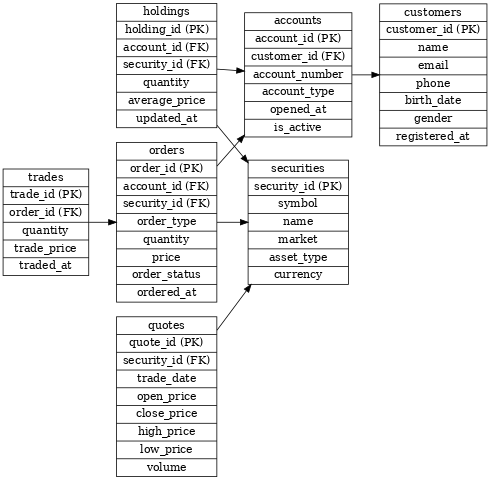 holdings
holding_id (PK)
account_id (FK)
security_id (FK)
quantity
average_price
updated_at
accounts
account_id (PK)
customer_id (FK)
account_number
account_type
opened_at
is_active
customers
customer_id (PK)
name
email
phone
birth_date
gender
registered_at
trades
trade_id (PK)
order_id (FK)
quantity
trade_price
traded_at
orders
order_id (PK)
account_id (FK)
security_id (FK)
order_type
quantity
price
order_status
ordered_at
securities
security_id (PK)
symbol
name
market
asset_type
currency
quotes
quote_id (PK)
security_id (FK)
trade_date
open_price
close_price
high_price
low_price
volume